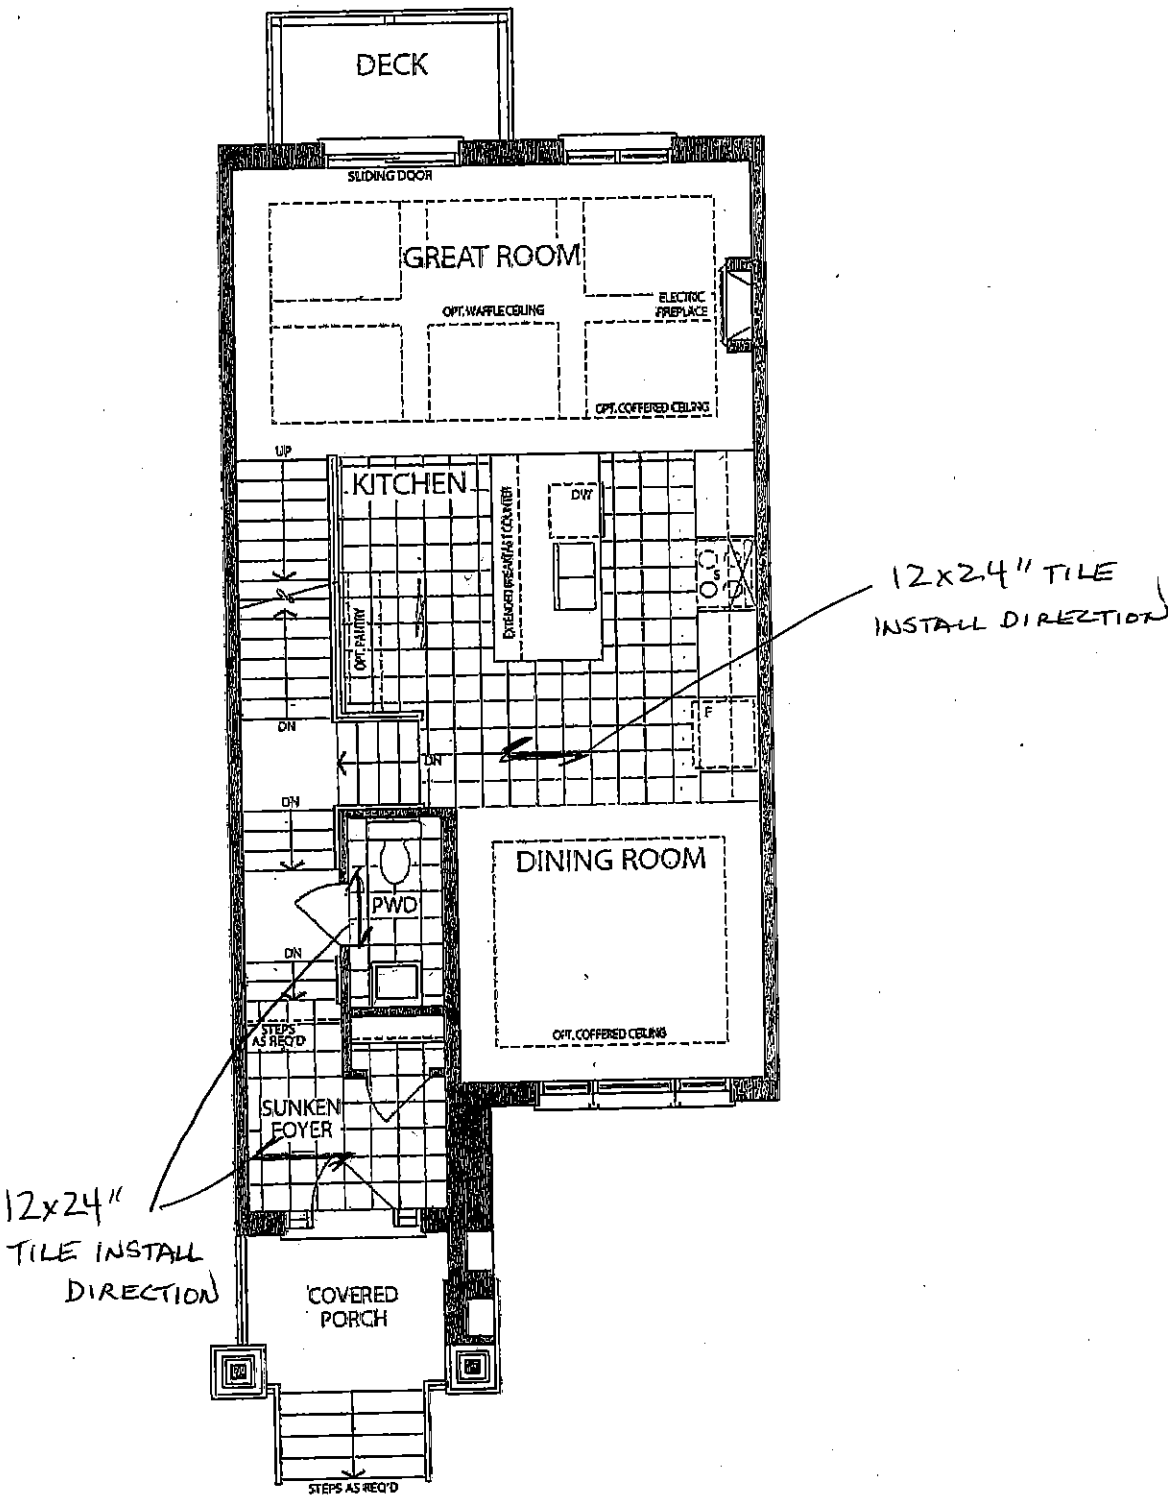 DECK
SLIDING DOOR
GREAT ROOM
ELECTRIC
FIREPLACE
OPT. WAFFLE CEILING
OPT. COFFERED CEILING
UP
KITCHEN
DW
EXTENDED BREAKFAST COUNTER
S
12x24" TILE
INSTALL DIRECTION
OPT. PANTRY
F
DN
DN
DN
DINING ROOM
PWD
DN
OPT. COFFERED CEILING
STEPS
AS REQ'D
SUNKEN
FOYER
12x24"
TILE INSTALL
DIRECTION
COVERED
PORCH
STEPS AS REQ'D